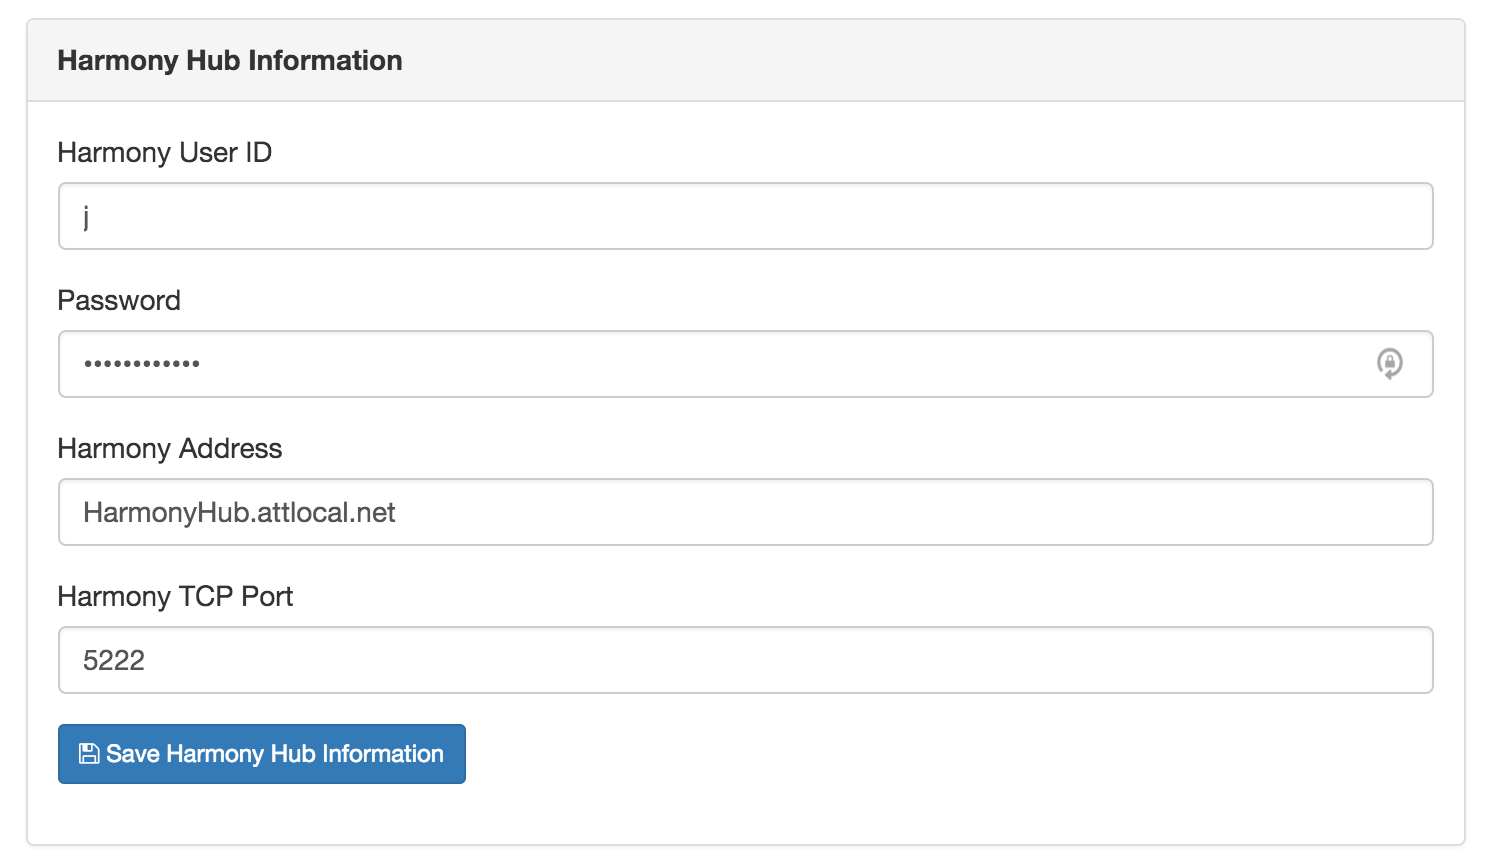 Harmony Hub Information
Harmony User ID
j
Password
••••••••••••
Harmony Address
HarmonyHub.attlocal.net
Harmony TCP Port
5222
Save Harmony Hub Information